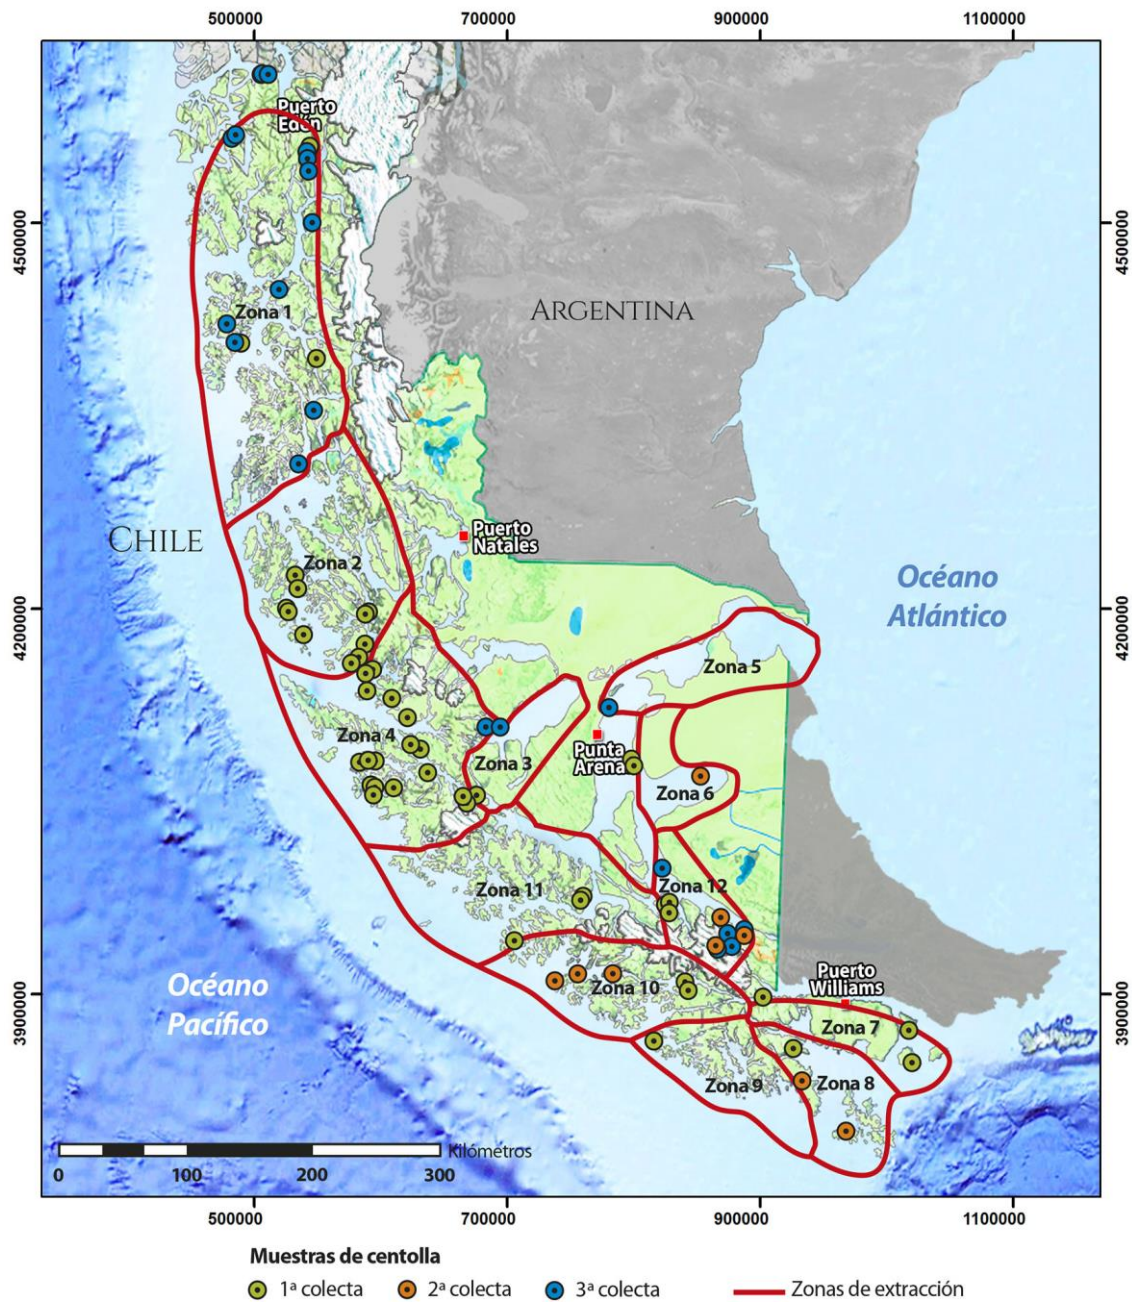 500000 700000 900000 1100000
Puerto
Edén
4500000
4500000
Zona 1
ARGENTINA
CHILE
Puerto
Natales
Zona 2
Océano
Atlántico
4200000
4200000
Zona 5
Zona 4
Punta
Arena
Zona 3
Zona 6
Zona 11
Zona 12
Océano
Pacífico
Zona 10
Puerto
Williams
3900000
3900000
Zona 7
Zona 9
Zona 8
Kilómetros
0 100 200 300
500000 700000 900000 1100000
Muestras de centolla
1ª colecta 2ª colecta 3ª colecta Zonas de extracción